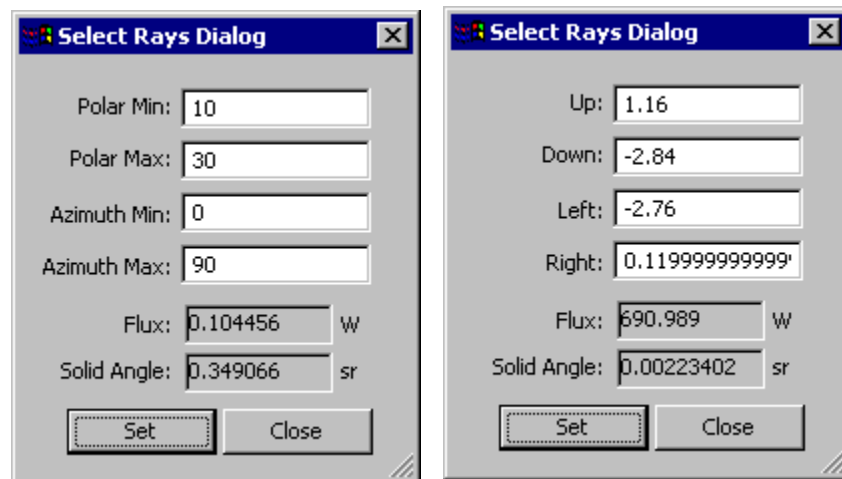 Select Rays Dialog
Polar Min: 10
Polar Max: 30
Azimuth Min: 0
Azimuth Max: 90
Flux: 0.104456 W
Solid Angle: 0.349066 sr
Set Close
Select Rays Dialog
Up: 1.16
Down: -2.84
Left: -2.76
Right: 0.119999999999
Flux: 690.989 W
Solid Angle: 0.00223402 sr
Set Close